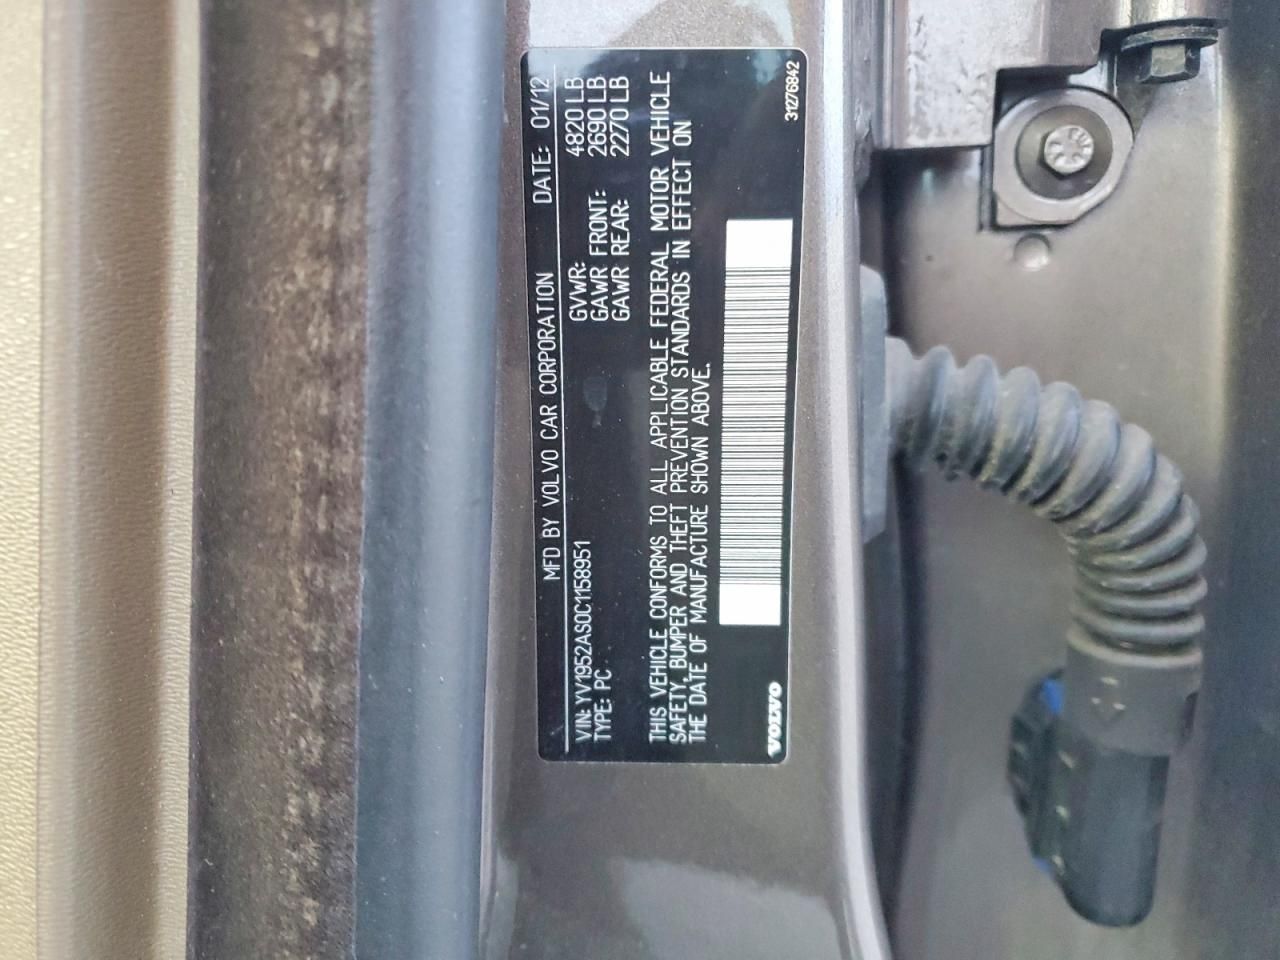 MFD BY VOLVO CAR CORPORATION DATE: 01/12
VIN: YV1952AS0C1158951
TYPE: PC
GVWR: 4820 LB
GAWR FRONT: 2690 LB
GAWR REAR: 2270 LB
THIS VEHICLE CONFORMS TO ALL APPLICABLE FEDERAL MOTOR VEHICLE
SAFETY, BUMPER AND THEFT PREVENTION STANDARDS IN EFFECT ON
THE DATE OF MANUFACTURE SHOWN ABOVE.
VOLVO
31276842